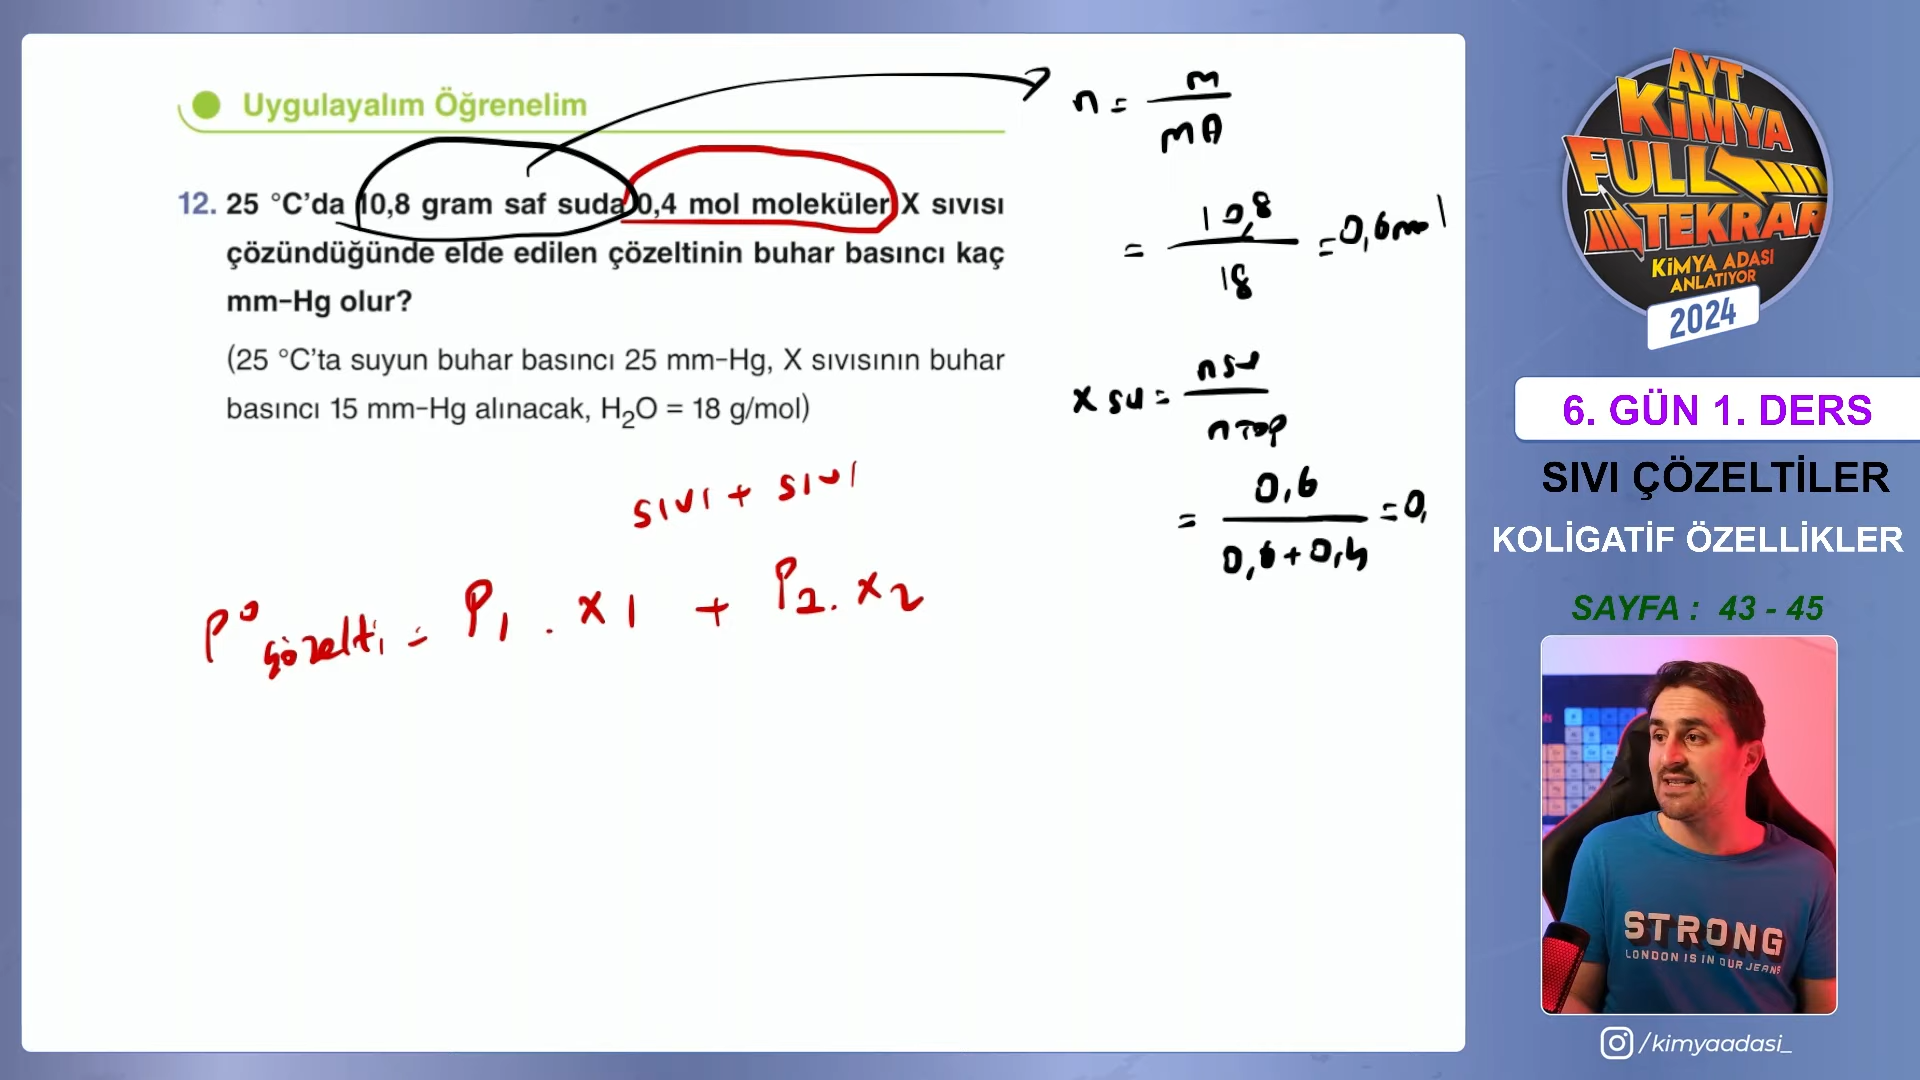 Uygulayalım Öğrenelim
12. 25 °C'da 10,8 gram saf suda 0,4 mol moleküler X sıvısı
çözündüğünde elde edilen çözeltinin buhar basıncı kaç
mm-Hg olur?
(25 °C'ta suyun buhar basıncı 25 mm-Hg, X sıvısının buhar
basıncı 15 mm-Hg alınacak, H₂O = 18 g/mol)
sıvı + sıvı
P° çözelti = P₁ . x₁ + P₂ . x₂
n = m / mA
= 10,8 / 18 = 0,6 mol
x su = n su / n top
= 0,6 / 0,6+0,4 = 0,
AYT
KİMYA
FULL
TEKRAR
KİMYA ADASI
ANLATIYOR
2024
6. GÜN 1. DERS
SIVI ÇÖZELTİLER
KOLİGATİF ÖZELLİKLER
SAYFA : 43 - 45
STRONG
LONDON IS IN OUR JEANS
/kimyaadasi_